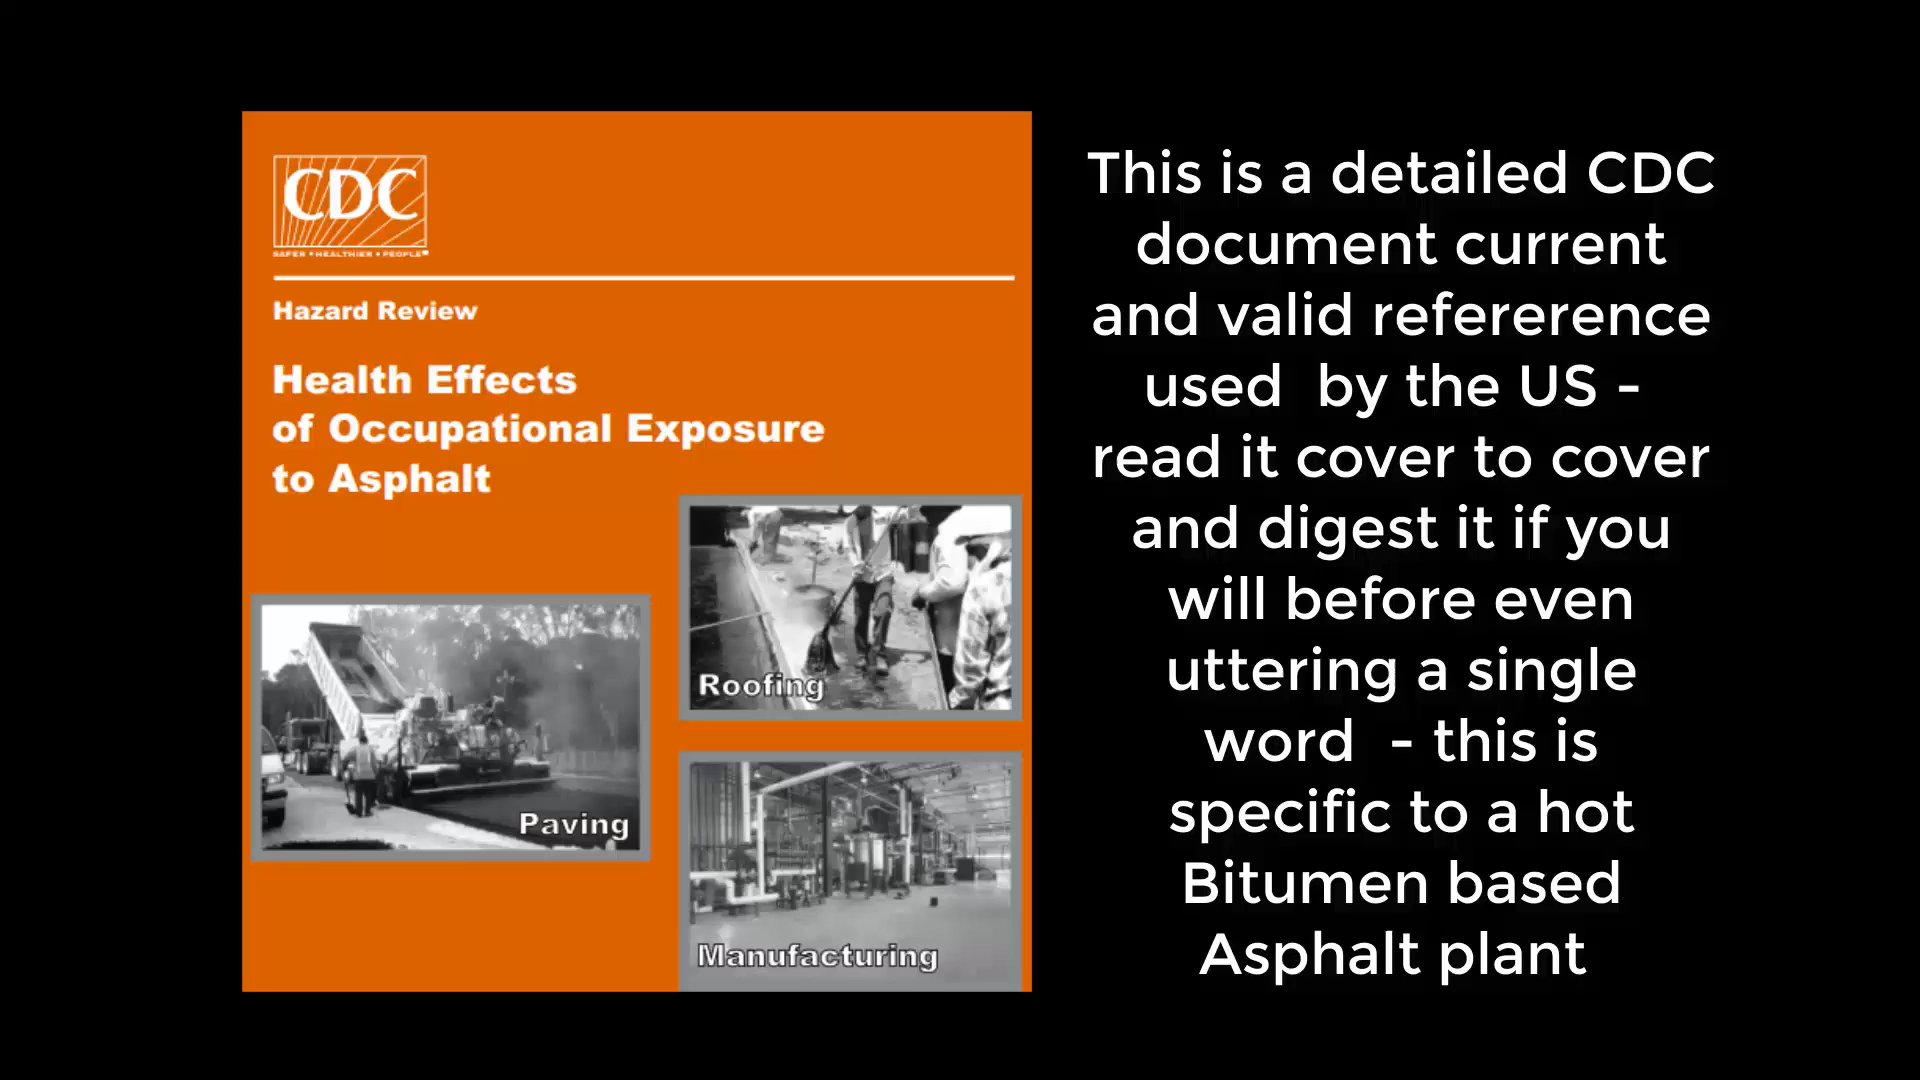 CDC
SAFER • HEALTHIER • PEOPLE
Hazard Review
Health Effects
of Occupational Exposure
to Asphalt
Roofing
Paving
Manufacturing
This is a detailed CDC
document current
and valid refererence
used by the US -
read it cover to cover
and digest it if you
will before even
uttering a single
word - this is
specific to a hot
Bitumen based
Asphalt plant